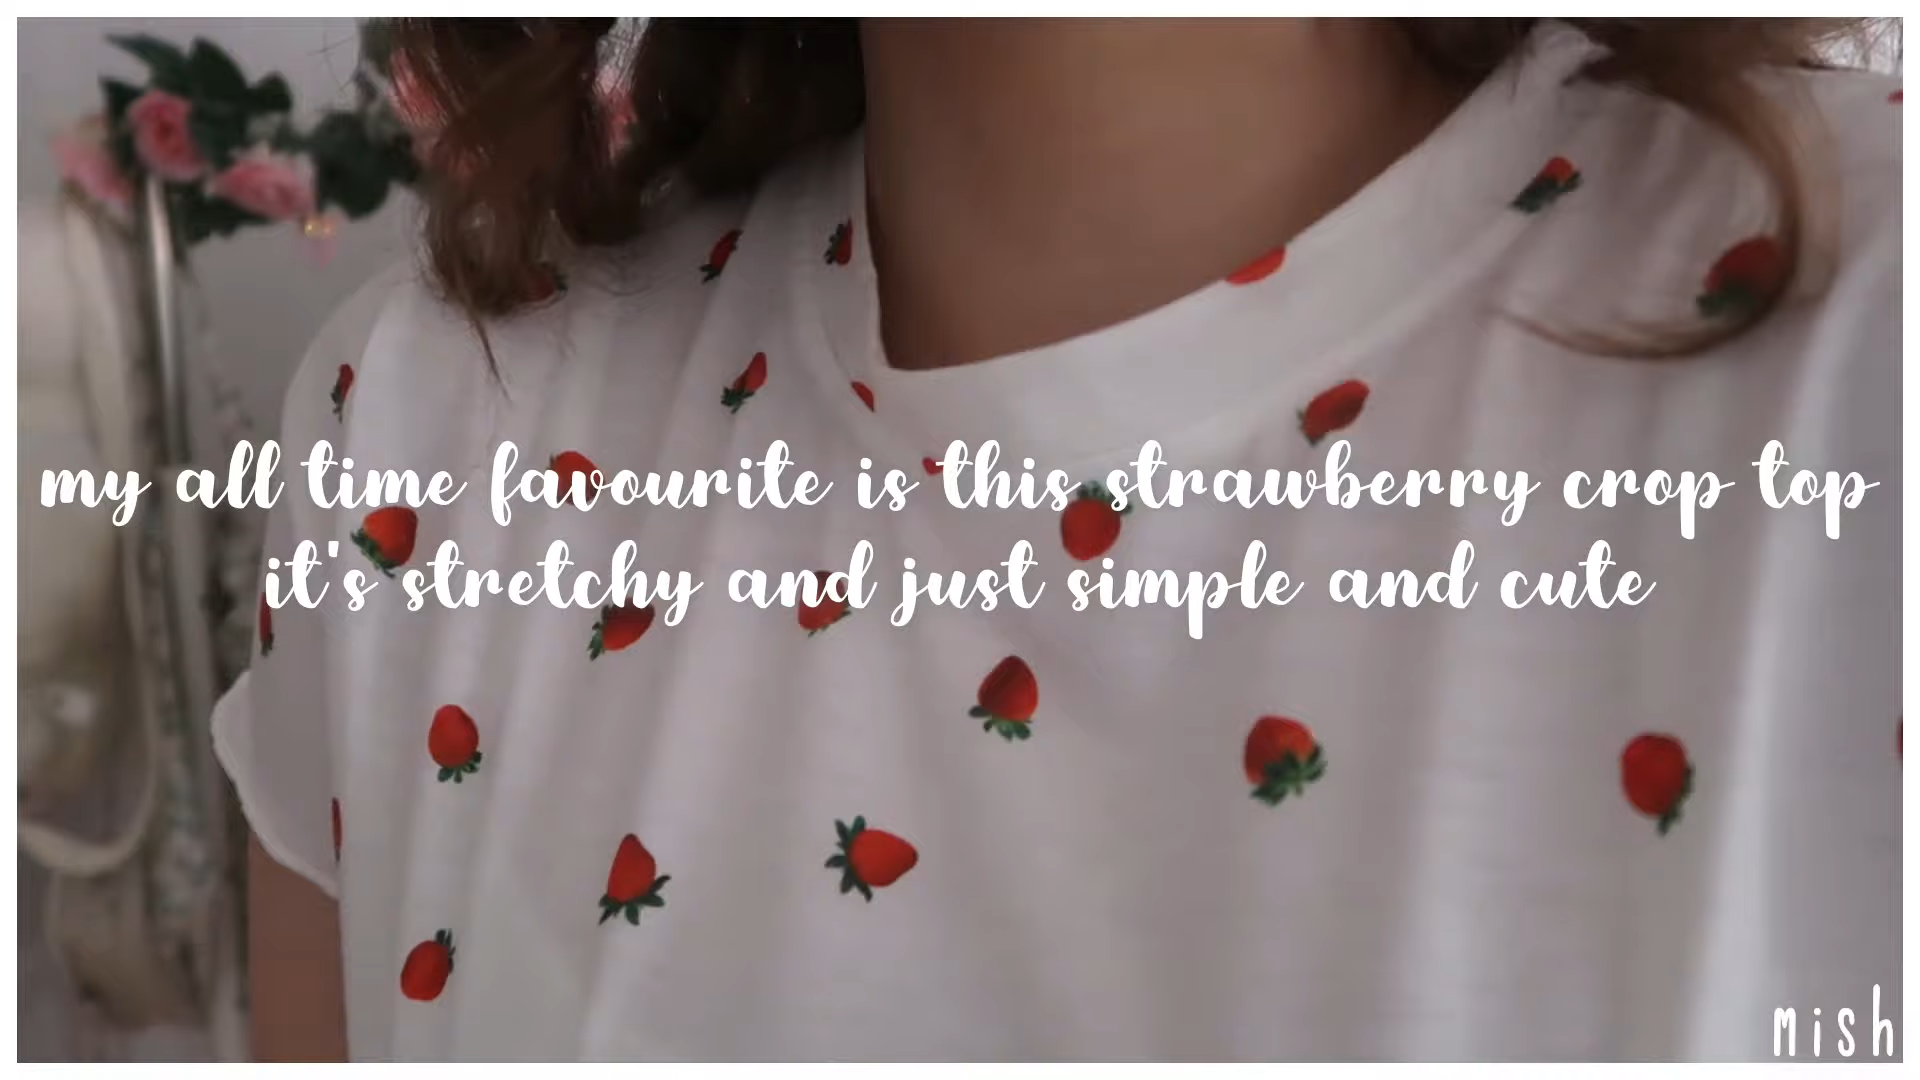 my all time favourite is this strawberry crop top
it's stretchy and just simple and cute
mish